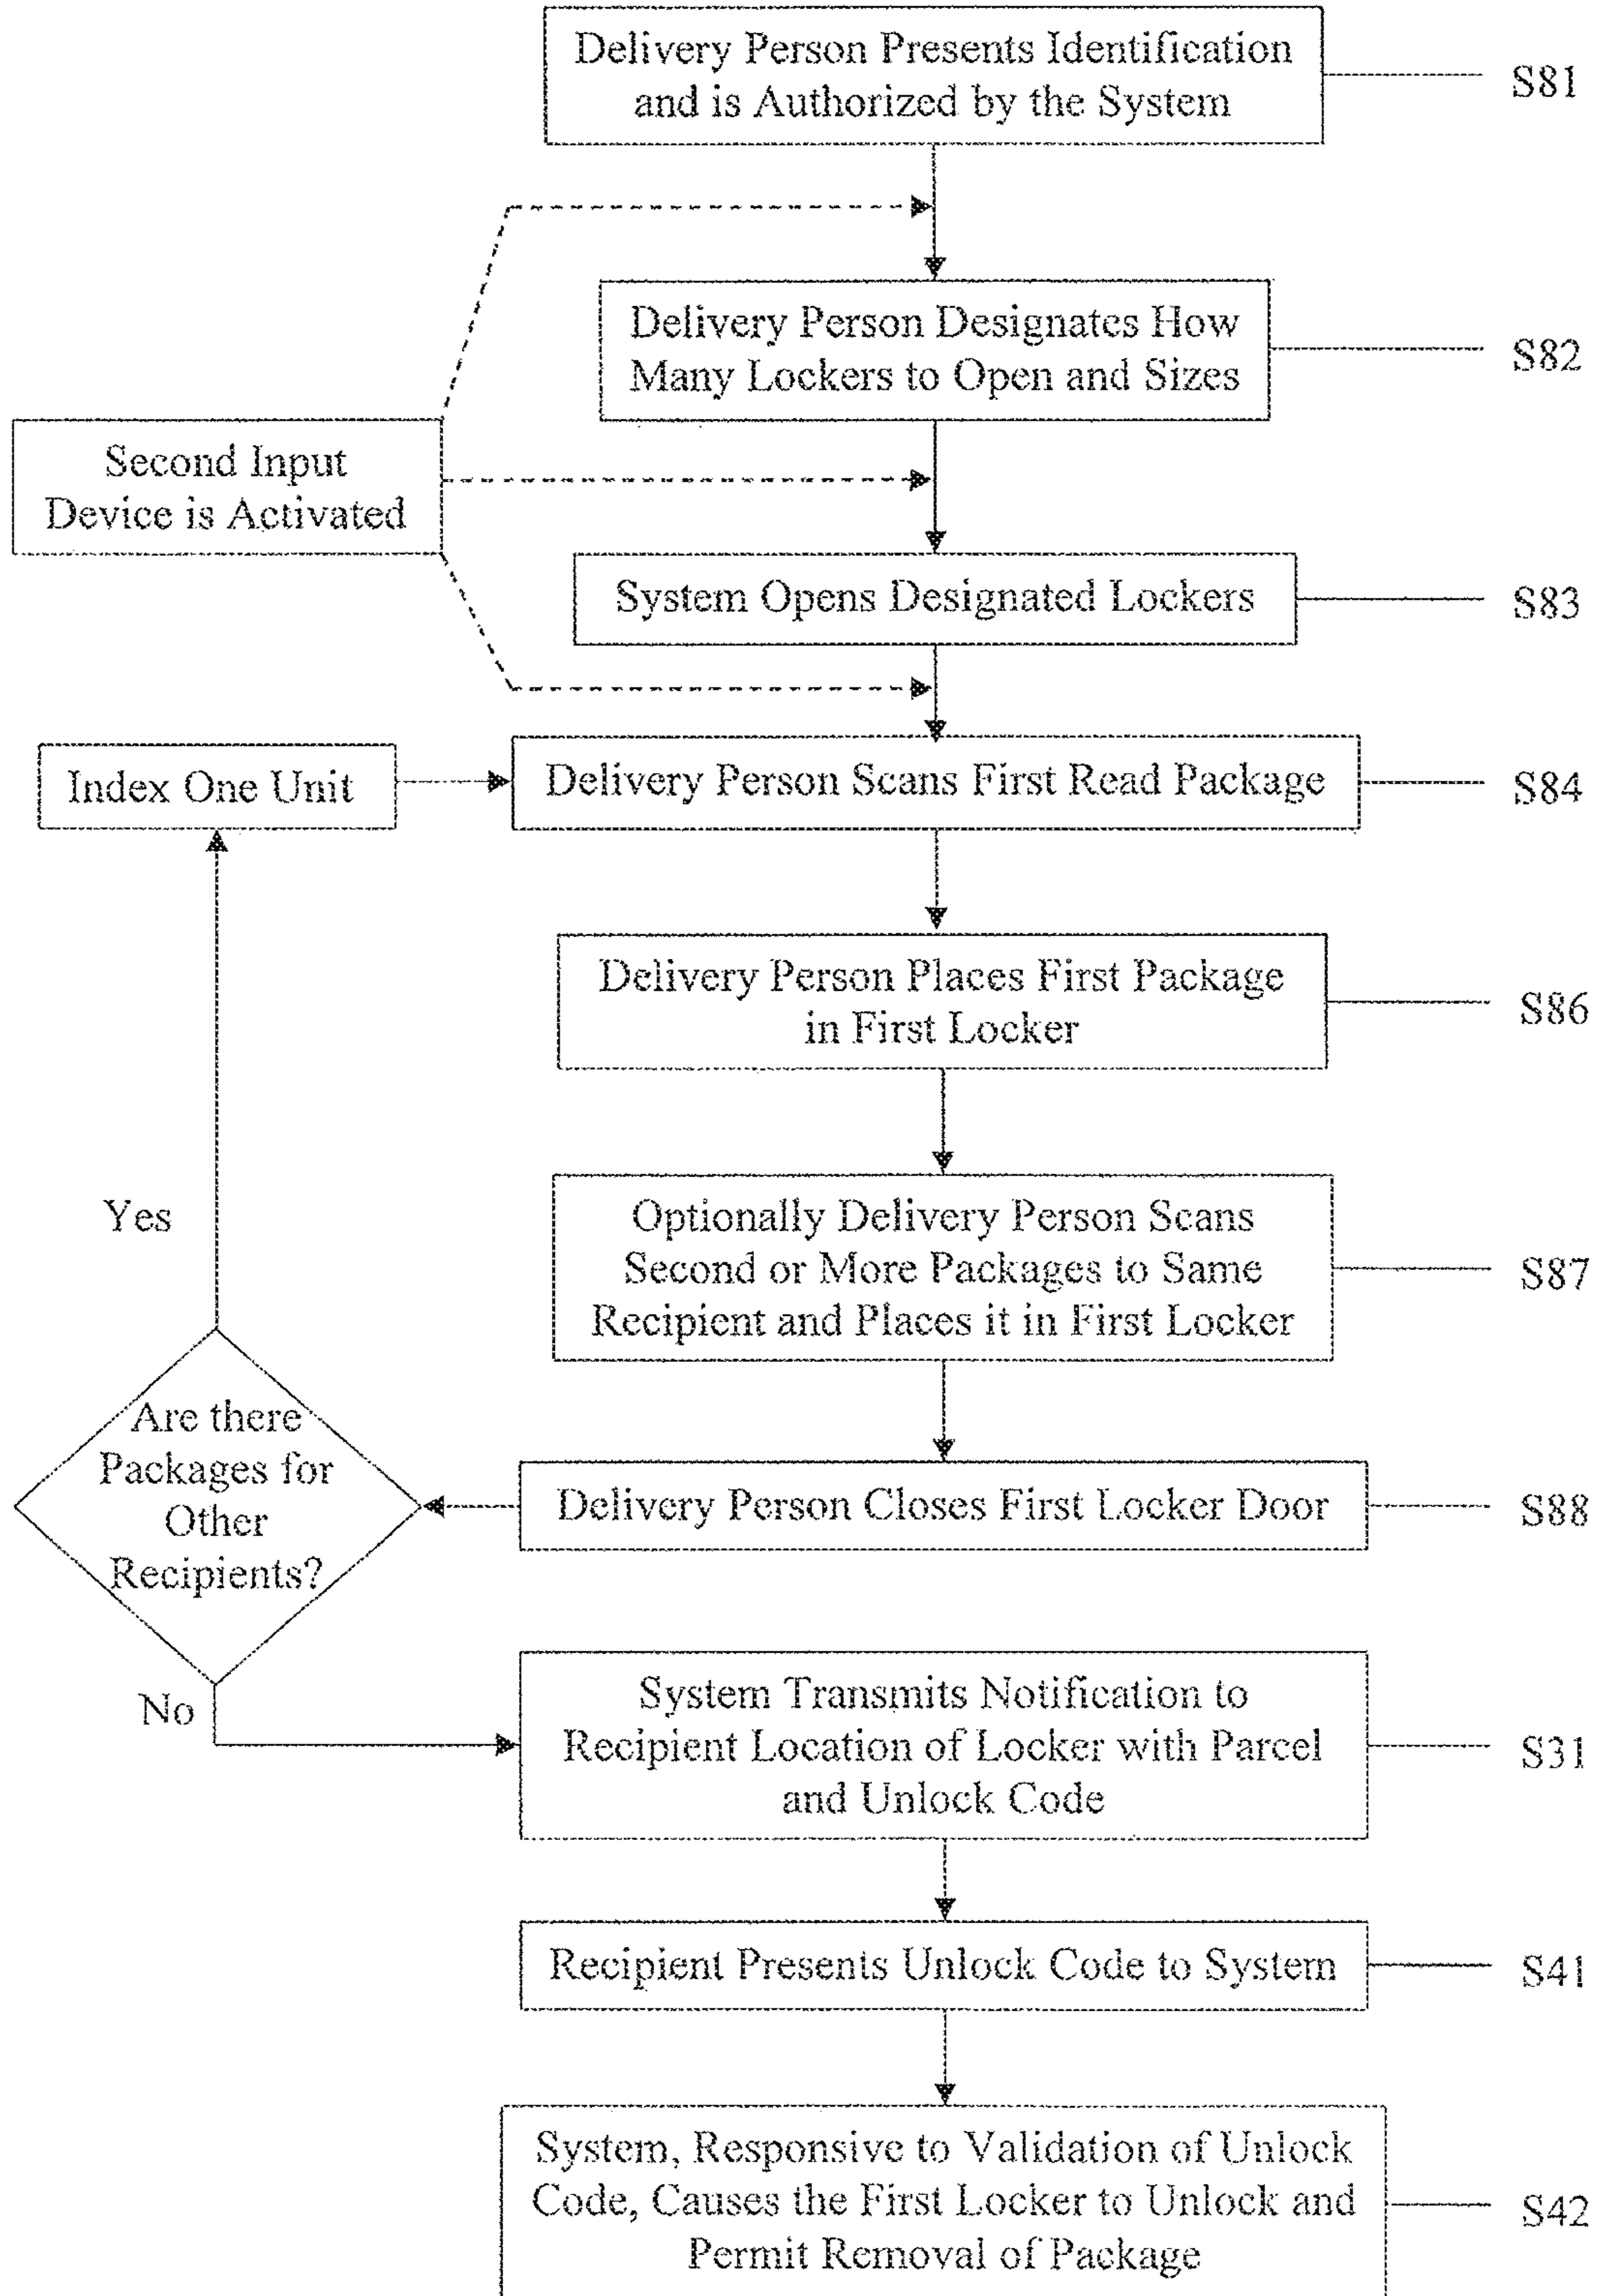 Delivery Person Presents Identification
and is Authorized by the System
S81
Delivery Person Designates How
Many Lockers to Open and Sizes
S82
Second Input
Device is Activated
System Opens Designated Lockers
S83
Index One Unit
Delivery Person Scans First Read Package
S84
Delivery Person Places First Package
in First Locker
S86
Yes
Optionally Delivery Person Scans
Second or More Packages to Same
Recipient and Places it in First Locker
S87
Are there
Packages for
Other
Recipients?
Delivery Person Closes First Locker Door
S88
No
System Transmits Notification to
Recipient Location of Locker with Parcel
and Unlock Code
S31
Recipient Presents Unlock Code to System
S41
System, Responsive to Validation of Unlock
Code, Causes the First Locker to Unlock and
Permit Removal of Package
S42